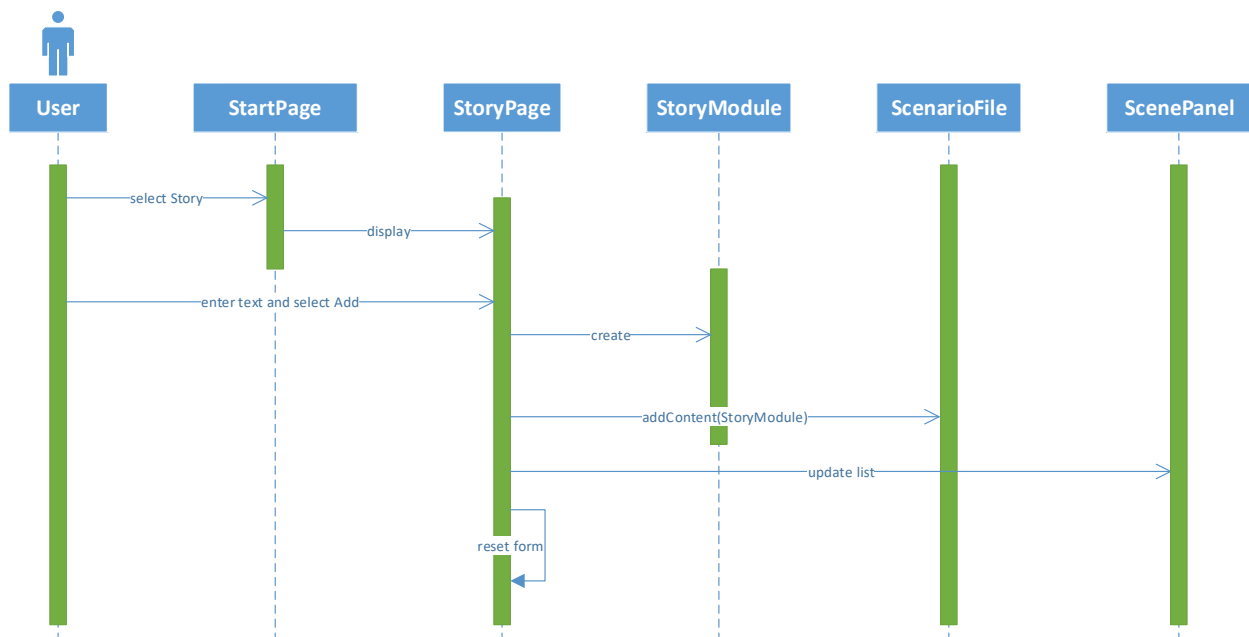 User
StartPage
StoryPage
StoryModule
ScenarioFile
ScenePanel
select Story
display
enter text and select Add
create
addContent(StoryModule)
update list
reset form